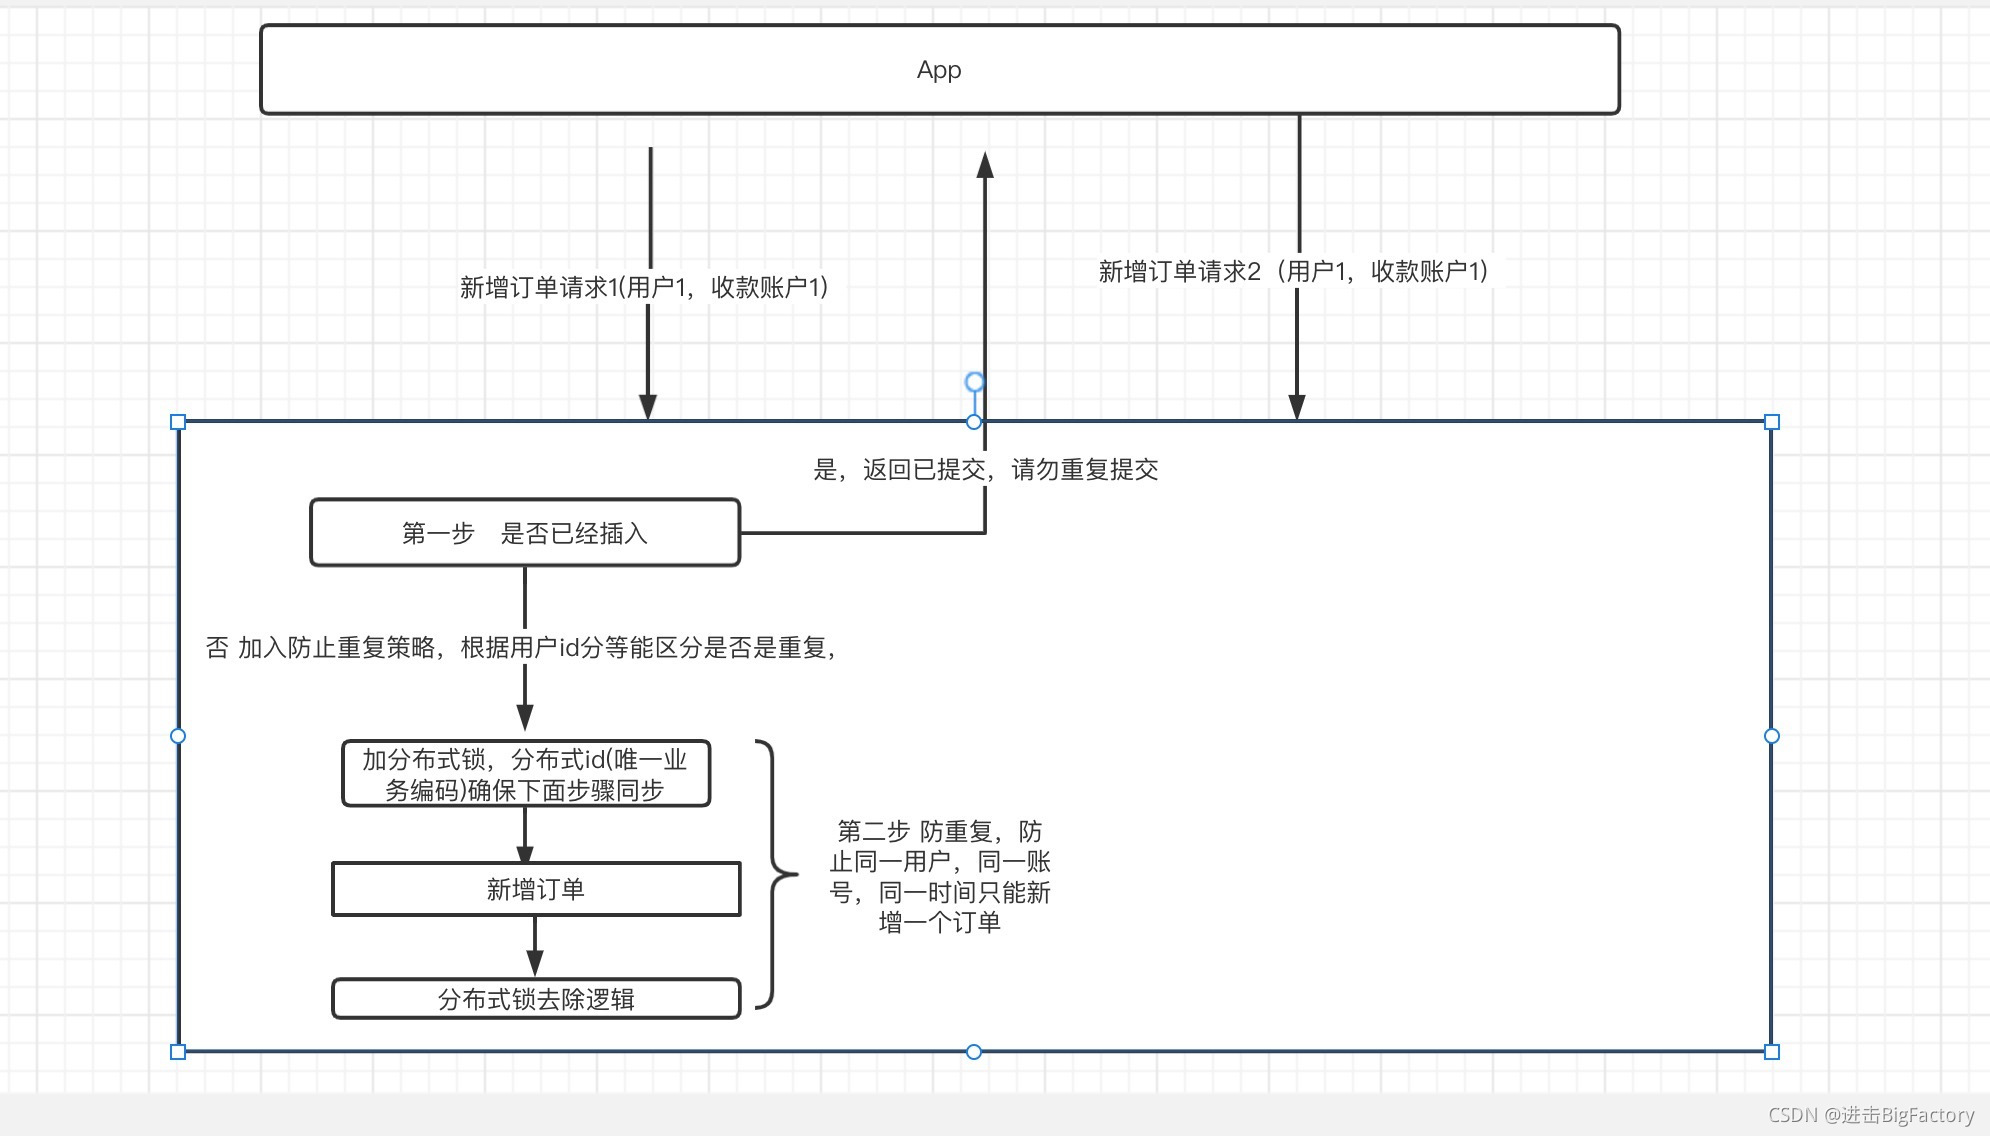 App
新增订单请求1(用户1，收款账户1)
新增订单请求2（用户1，收款账户1)
是，返回已提交，请勿重复提交
第一步　是否已经插入
否 加入防止重复策略，根据用户id分等能区分是否是重复，
加分布式锁，分布式id(唯一业
务编码)确保下面步骤同步
新增订单
分布式锁去除逻辑
第二步 防重复，防
止同一用户，同一账
号，同一时间只能新
增一个订单
CSDN @进击BigFactory